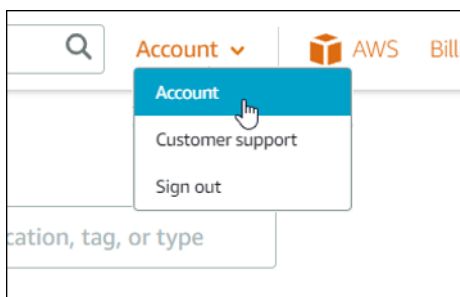 Account AWS Bill
Account
Customer support
Sign out
cation, tag, or type